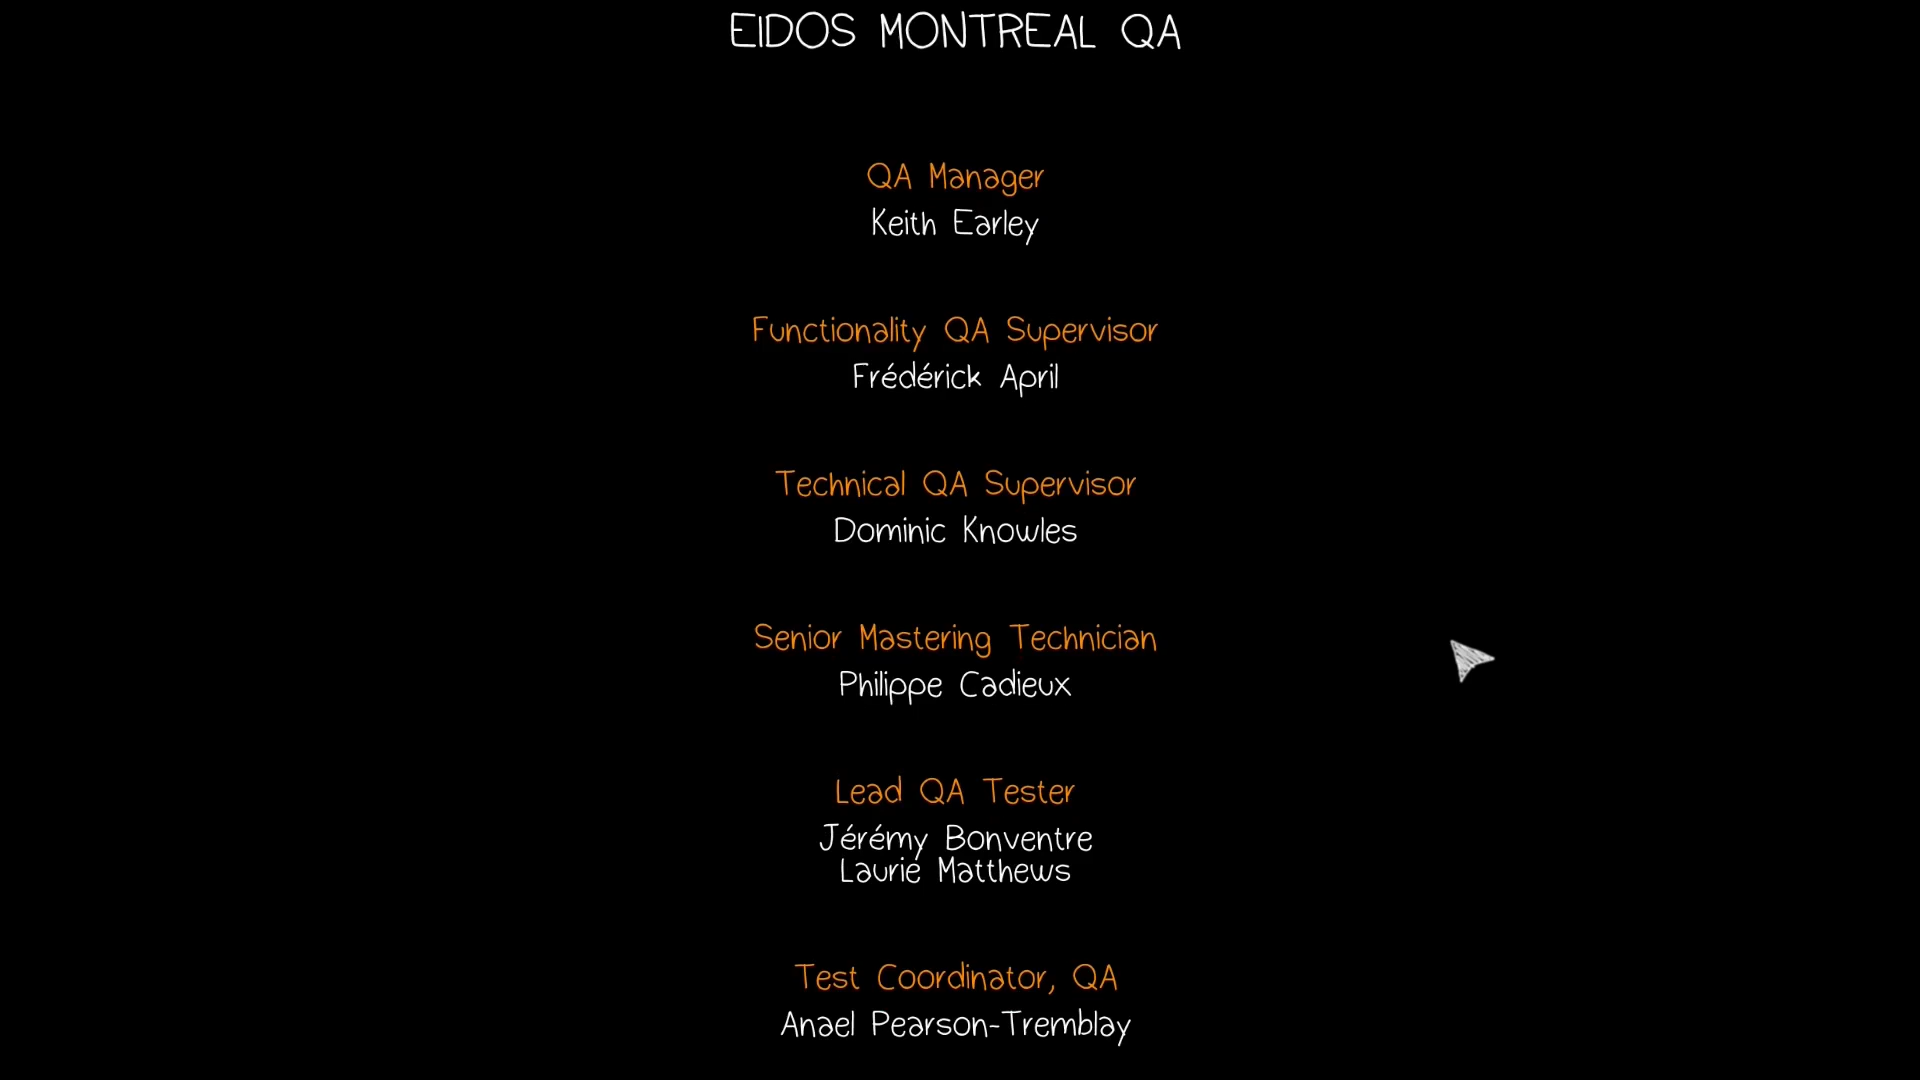 EIDOS MONTREAL QA
QA Manager
Keith Earley
Functionality QA Supervisor
Frédérick April
Technical QA Supervisor
Dominic Knowles
Senior Mastering Technician
Philippe Cadieux
Lead QA Tester
Jérémy Bonventre
Laurie Matthews
Test Coordinator, QA
Anael Pearson-Tremblay